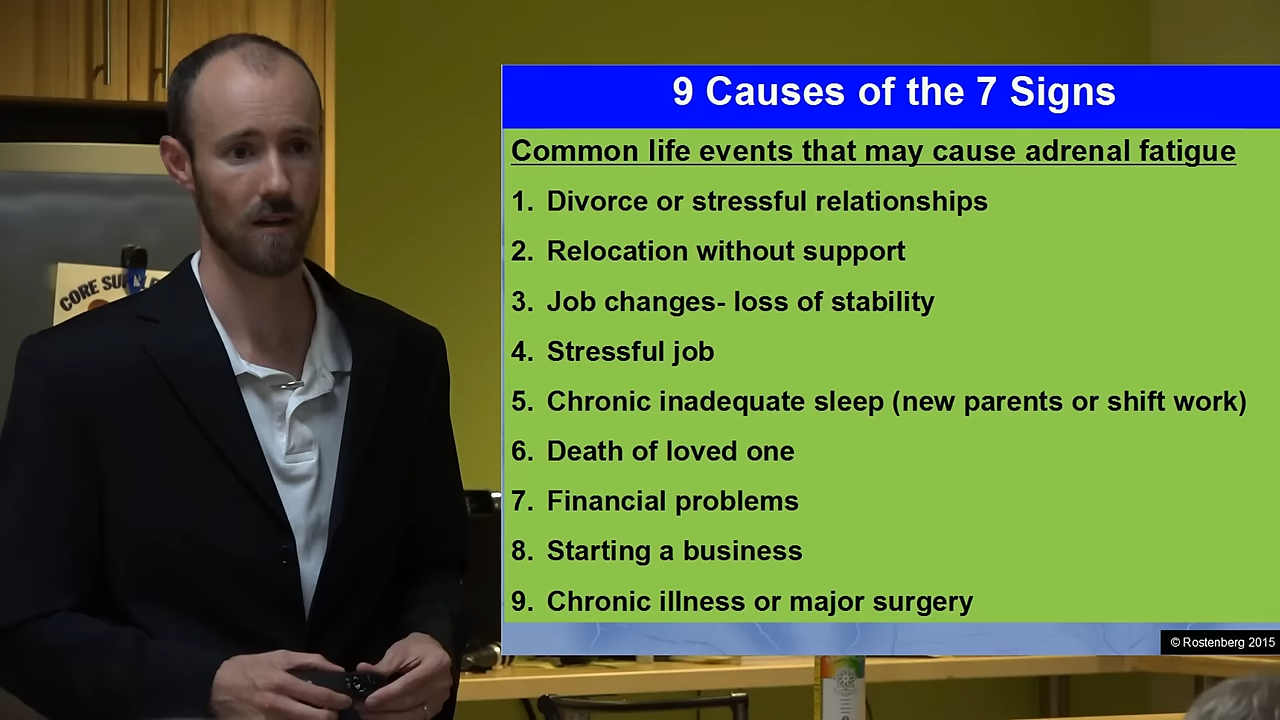 9 Causes of the 7 Signs
Common life events that may cause adrenal fatigue
1. Divorce or stressful relationships
2. Relocation without support
3. Job changes- loss of stability
4. Stressful job
5. Chronic inadequate sleep (new parents or shift work)
6. Death of loved one
7. Financial problems
8. Starting a business
9. Chronic illness or major surgery
© Rostenberg 2015
CORE